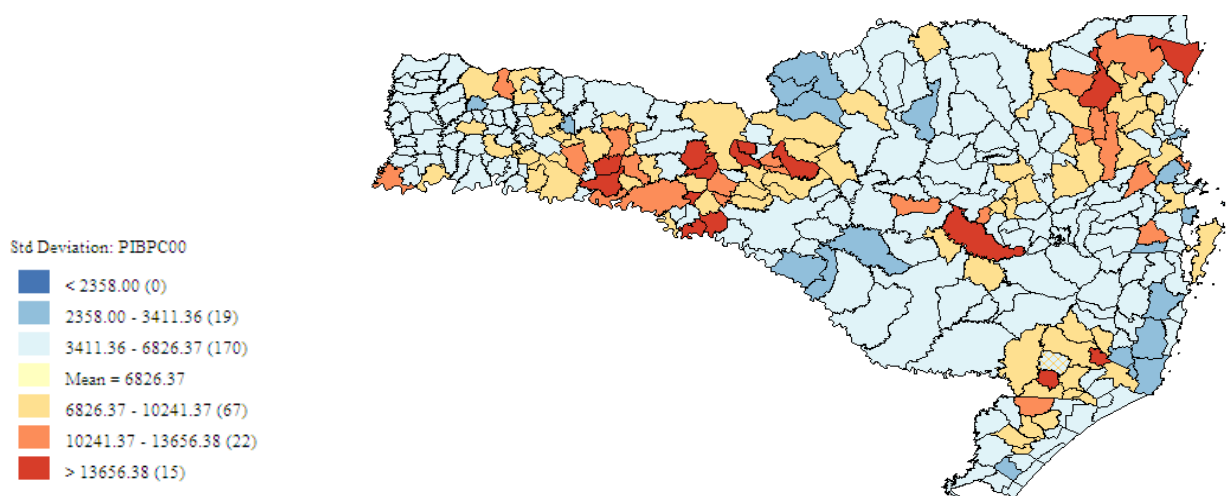 Std Deviation: PIBPC00
< 2358.00 (0)
2358.00 - 3411.36 (19)
3411.36 - 6826.37 (170)
Mean = 6826.37
6826.37 - 10241.37 (67)
10241.37 - 13656.38 (22)
> 13656.38 (15)